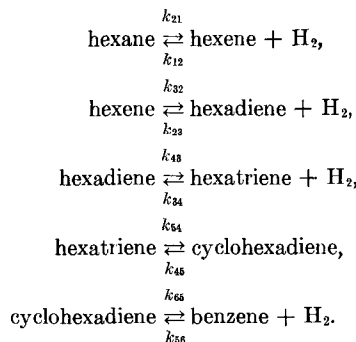 k₂₁
hexane ⇄ hexene + H₂,
k₁₂
k₃₂
hexene ⇄ hexadiene + H₂,
k₂₃
k₄₃
hexadiene ⇄ hexatriene + H₂,
k₃₄
k₅₄
hexatriene ⇄ cyclohexadiene,
k₄₅
k₆₅
cyclohexadiene ⇄ benzene + H₂.
k₅₆